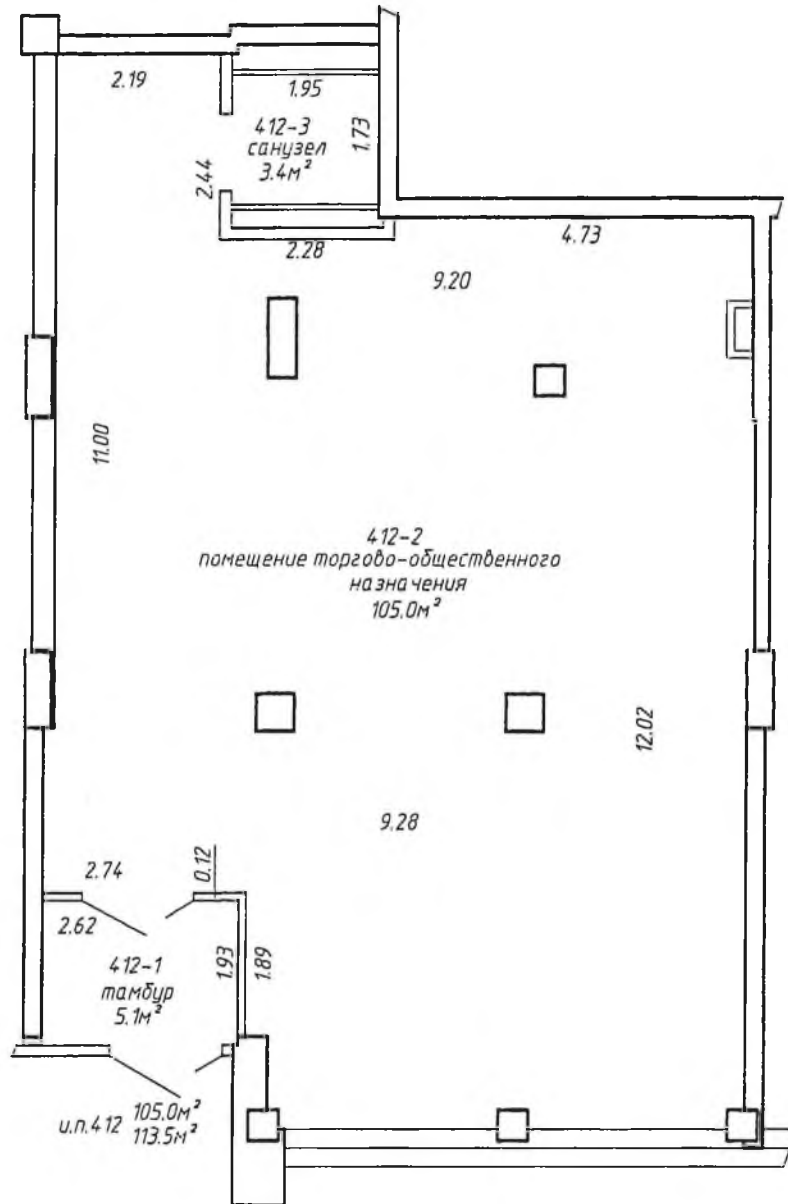 2.19
1.95
412-3
санузел
3.4м²
1.73
2.44
2.28
4.73
9.20
11.00
412-2
помещение торгово-общественного
назначения
105.0м²
12.02
9.28
2.74
0.12
2.62
412-1
тамбур
5.1м²
1.93
1.89
и.п.412 105.0м²
113.5м²